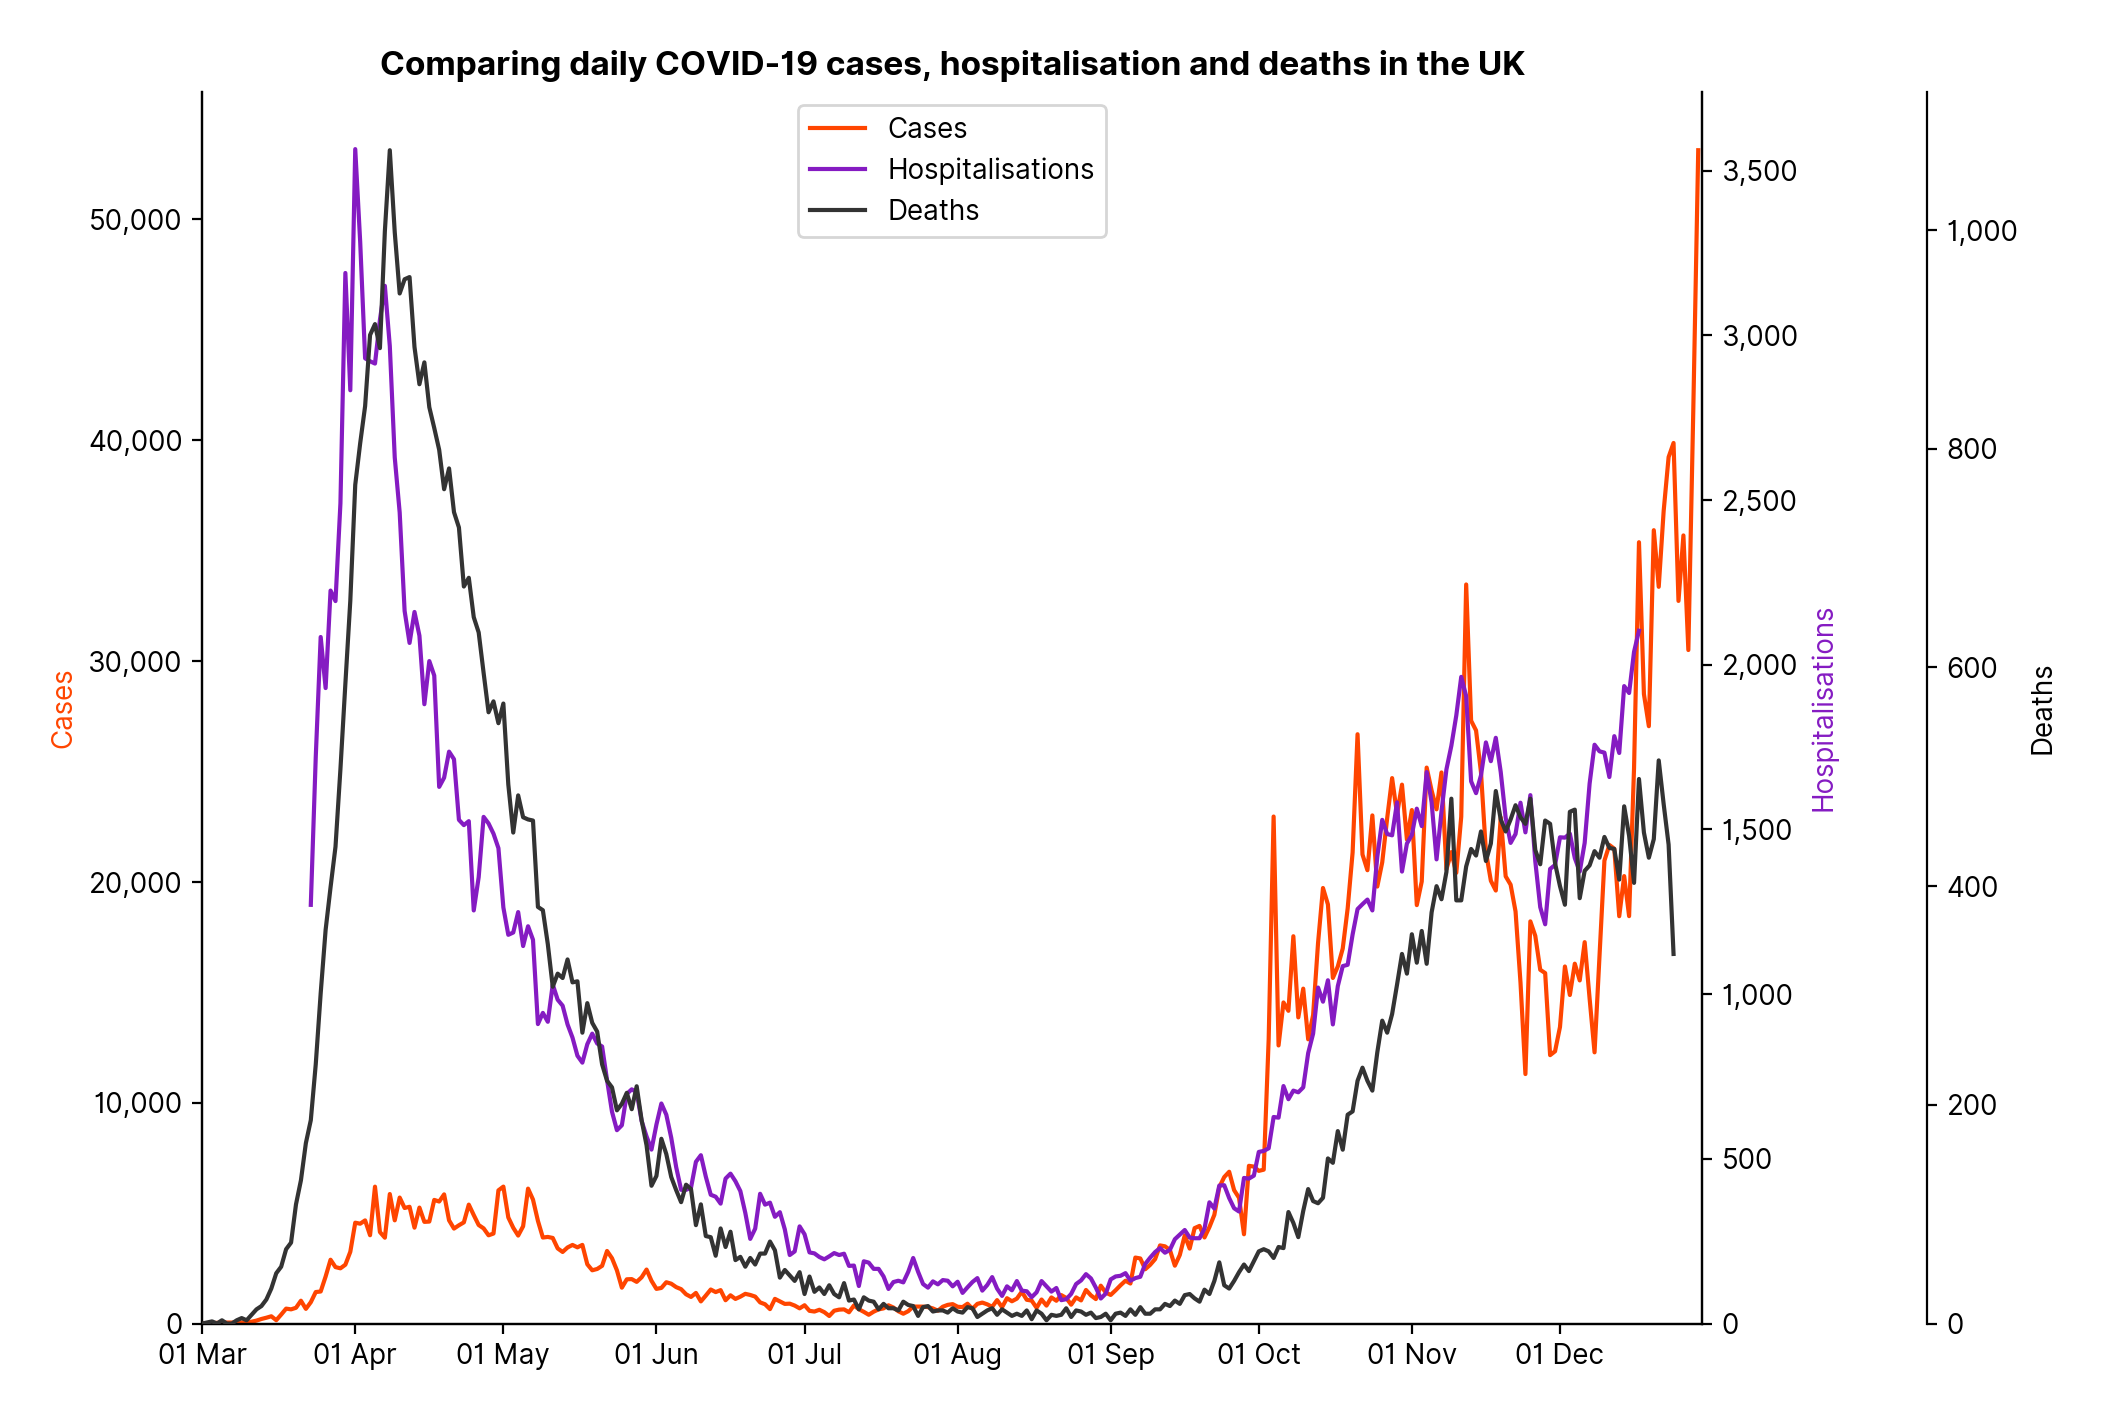 Comparing daily COVID-19 cases, hospitalisation and deaths in the UK
Cases
Hospitalisations
Deaths
50,000
40,000
30,000
20,000
10,000
0
Cases
3,500
3,000
2,500
2,000
1,500
1,000
500
0
Hospitalisations
1,000
800
600
400
200
0
Deaths
01 Mar 01 Apr 01 May 01 Jun 01 Jul 01 Aug 01 Sep 01 Oct 01 Nov 01 Dec